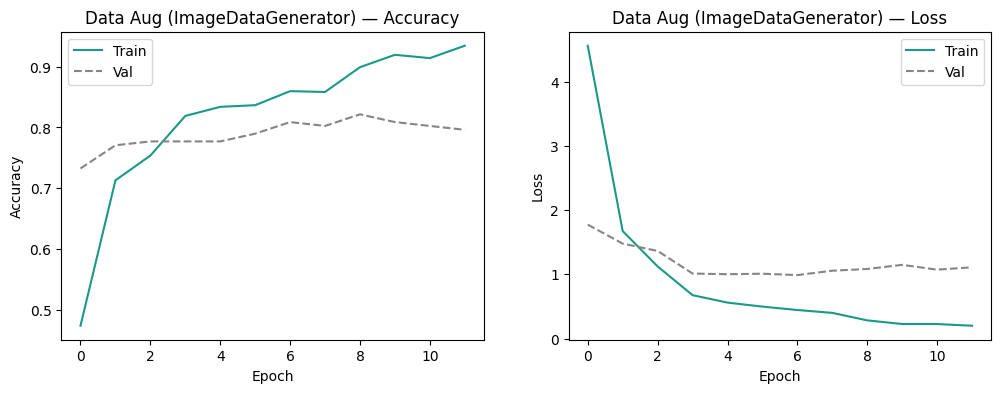 Data Aug (ImageDataGenerator) — Accuracy
Train
Val
0.9
0.8
0.7
0.6
0.5
Accuracy
0 2 4 6 8 10
Epoch
Data Aug (ImageDataGenerator) — Loss
Train
Val
4
3
2
1
0
Loss
0 2 4 6 8 10
Epoch